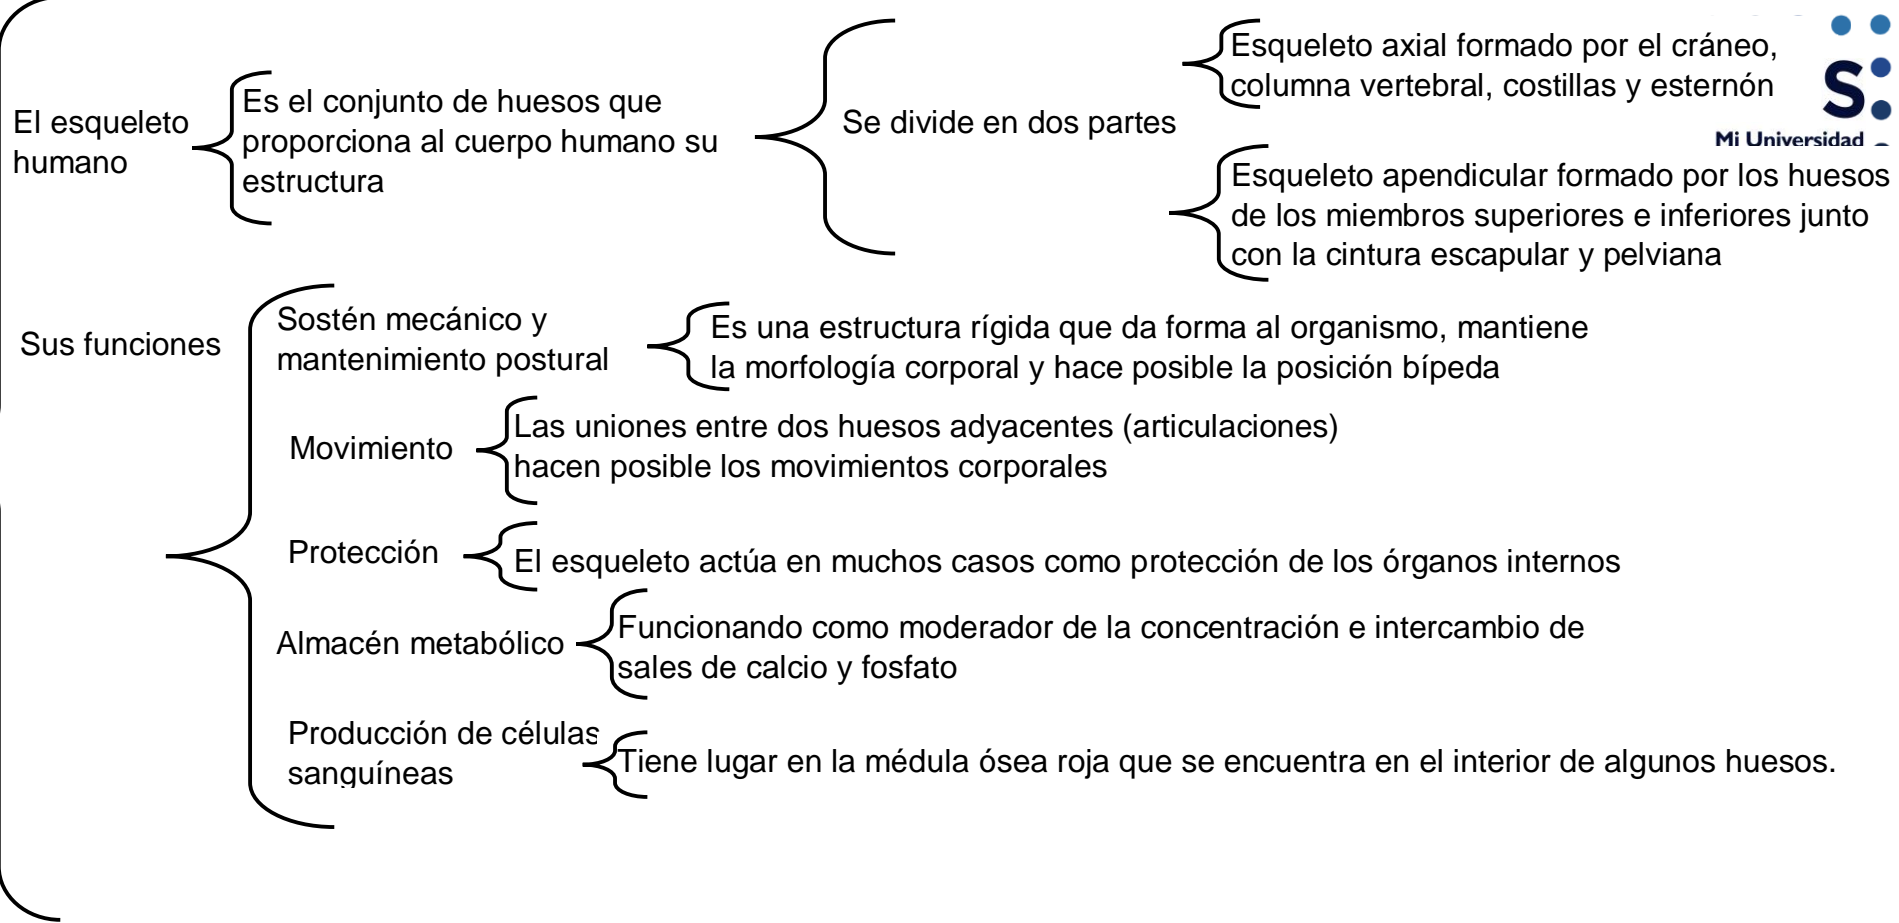 El esqueleto
humano
Es el conjunto de huesos que
proporciona al cuerpo humano su
estructura
Se divide en dos partes
Esqueleto axial formado por el cráneo,
columna vertebral, costillas y esternón
Esqueleto apendicular formado por los huesos
de los miembros superiores e inferiores junto
con la cintura escapular y pelviana
S
Mi Universidad
Sus funciones
Sostén mecánico y
mantenimiento postural
Es una estructura rígida que da forma al organismo, mantiene
la morfología corporal y hace posible la posición bípeda
Movimiento
Las uniones entre dos huesos adyacentes (articulaciones)
hacen posible los movimientos corporales
Protección
El esqueleto actúa en muchos casos como protección de los órganos internos
Almacén metabólico
Funcionando como moderador de la concentración e intercambio de
sales de calcio y fosfato
Producción de células
sanguíneas
Tiene lugar en la médula ósea roja que se encuentra en el interior de algunos huesos.